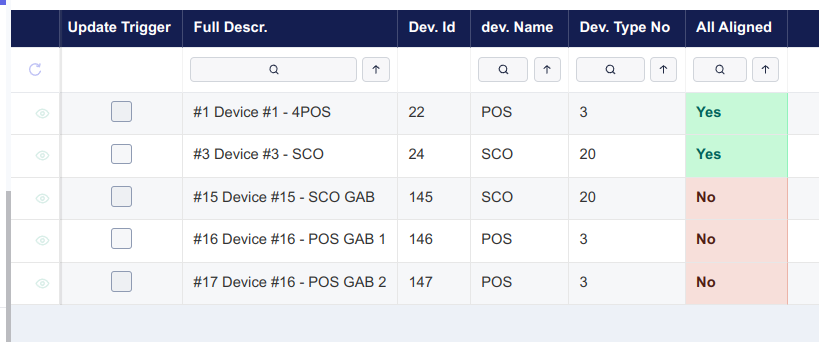 Update Trigger Full Descr. Dev. Id dev. Name Dev. Type No All Aligned
#1 Device #1 - 4POS 22 POS 3 Yes
#3 Device #3 - SCO 24 SCO 20 Yes
#15 Device #15 - SCO GAB 145 SCO 20 No
#16 Device #16 - POS GAB 1 146 POS 3 No
#17 Device #16 - POS GAB 2 147 POS 3 No